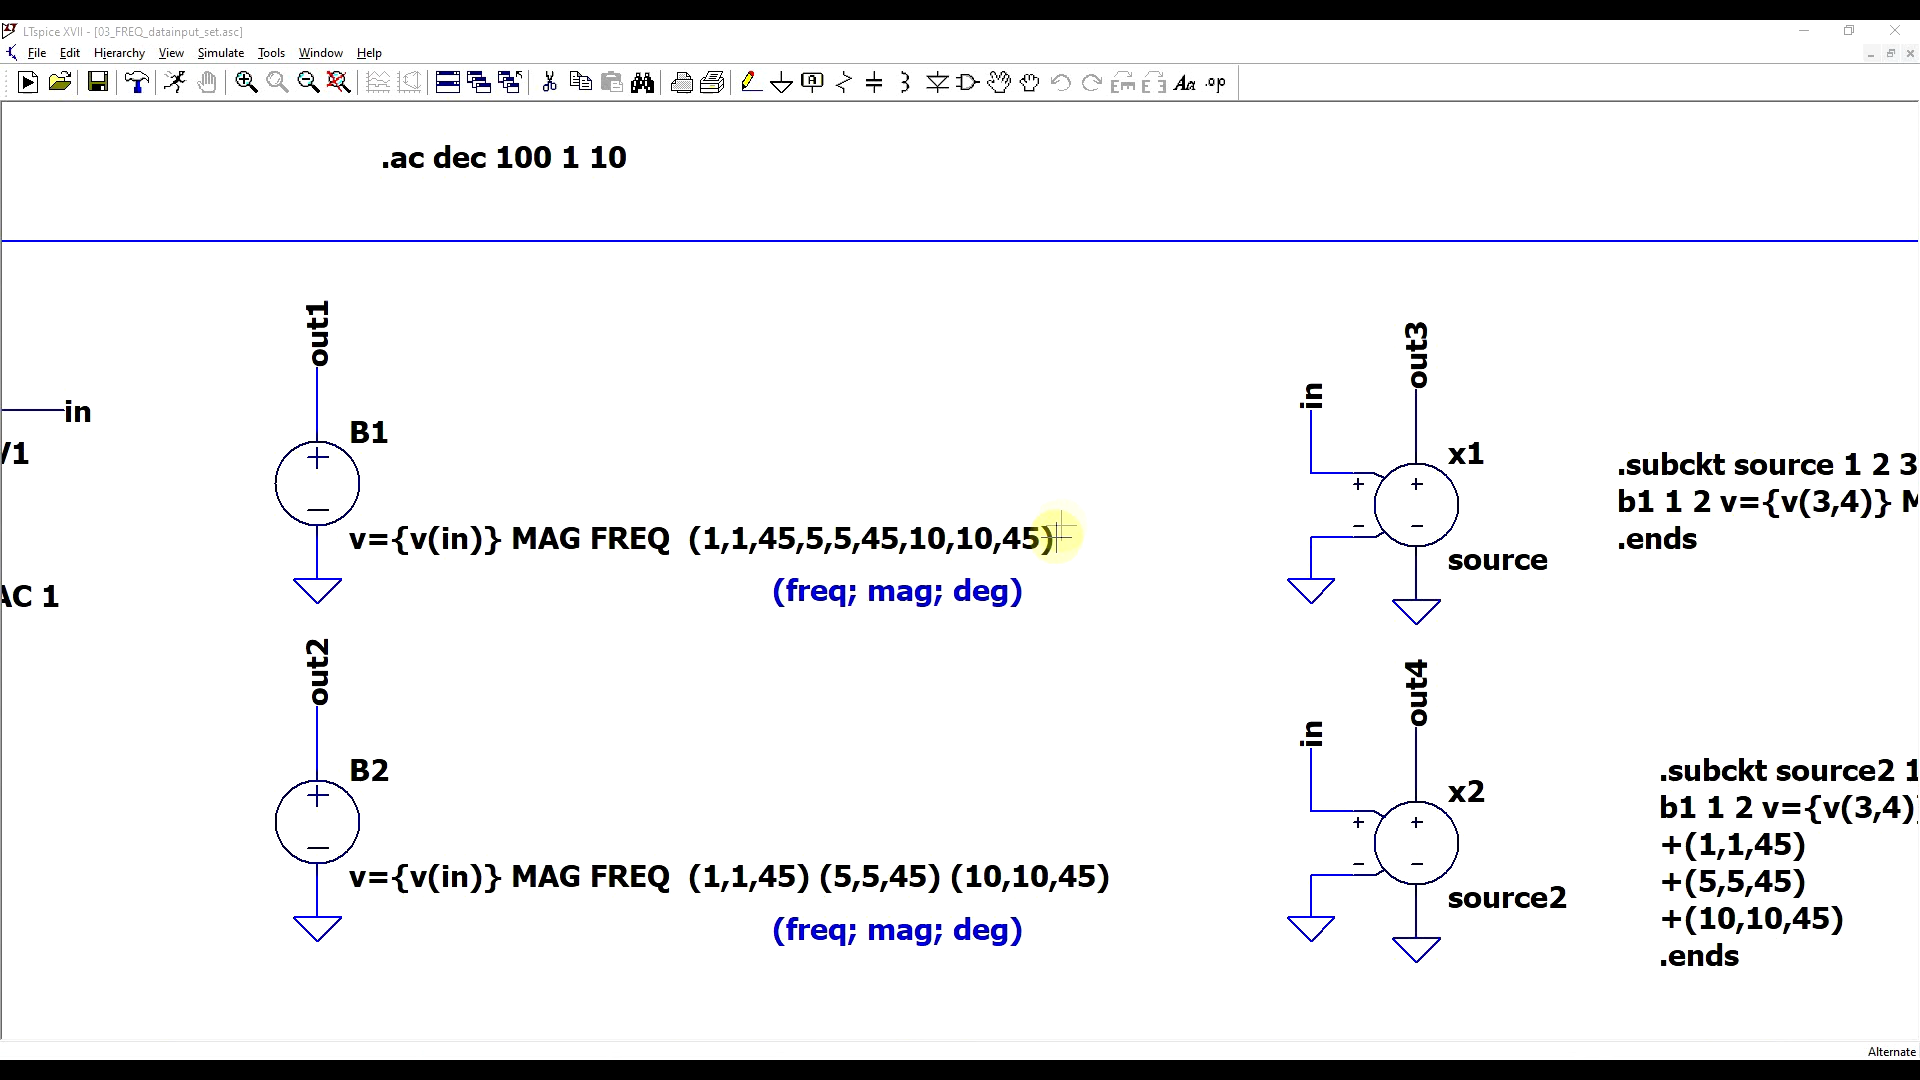 LTspice XVII - [03_FREQ_datainput_set.asc]
File Edit Hierarchy View Simulate Tools Window Help
.op
.ac dec 100 1 10
out1
in
V1
AC 1
B1
v={v(in)} MAG FREQ (1,1,45,5,5,45,10,10,45)
(freq; mag; deg)
out2
B2
v={v(in)} MAG FREQ (1,1,45) (5,5,45) (10,10,45)
(freq; mag; deg)
out3
in
x1
source
.subckt source 1 2 3
b1 1 2 v={v(3,4)} M
.ends
out4
in
x2
source2
.subckt source2 1
b1 1 2 v={v(3,4)
+(1,1,45)
+(5,5,45)
+(10,10,45)
.ends
Alternate